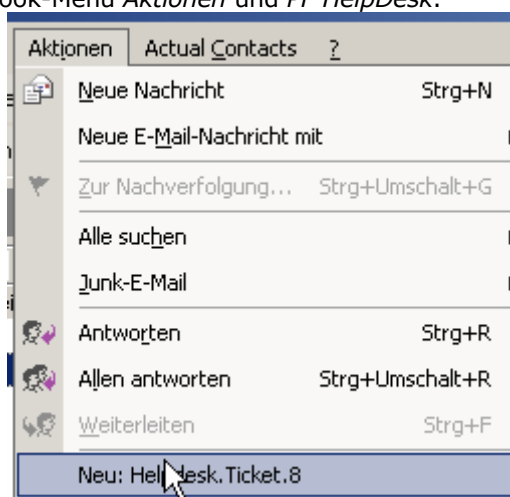 ook-Menü Aktionen und PF HelpDesk.
Aktionen Actual Contacts ?
Neue Nachricht Strg+N
Neue E-Mail-Nachricht mit
Zur Nachverfolgung... Strg+Umschalt+G
Alle suchen
Junk-E-Mail
Antworten Strg+R
Allen antworten Strg+Umschalt+R
Weiterleiten Strg+F
Neu: Helpdesk.Ticket.8